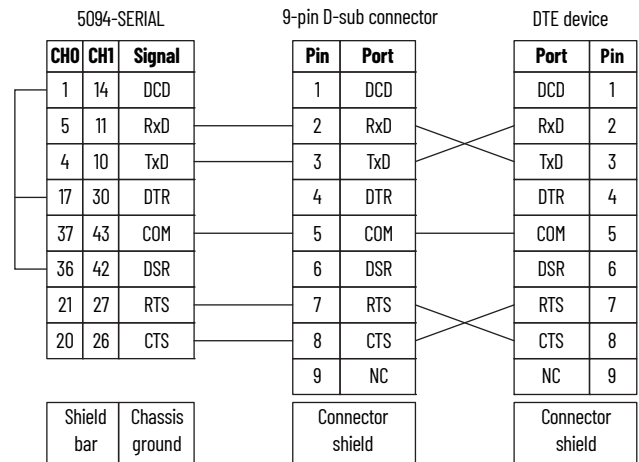 5094-SERIAL 9-pin D-sub connector DTE device
CH0 CH1 Signal Pin Port Port Pin
1 14 DCD 1 DCD DCD 1
5 11 RxD 2 RxD RxD 2
4 10 TxD 3 TxD TxD 3
17 30 DTR 4 DTR DTR 4
37 43 COM 5 COM COM 5
36 42 DSR 6 DSR DSR 6
21 27 RTS 7 RTS RTS 7
20 26 CTS 8 CTS CTS 8
9 NC NC 9
Shield Chassis Connector Connector
bar ground shield shield